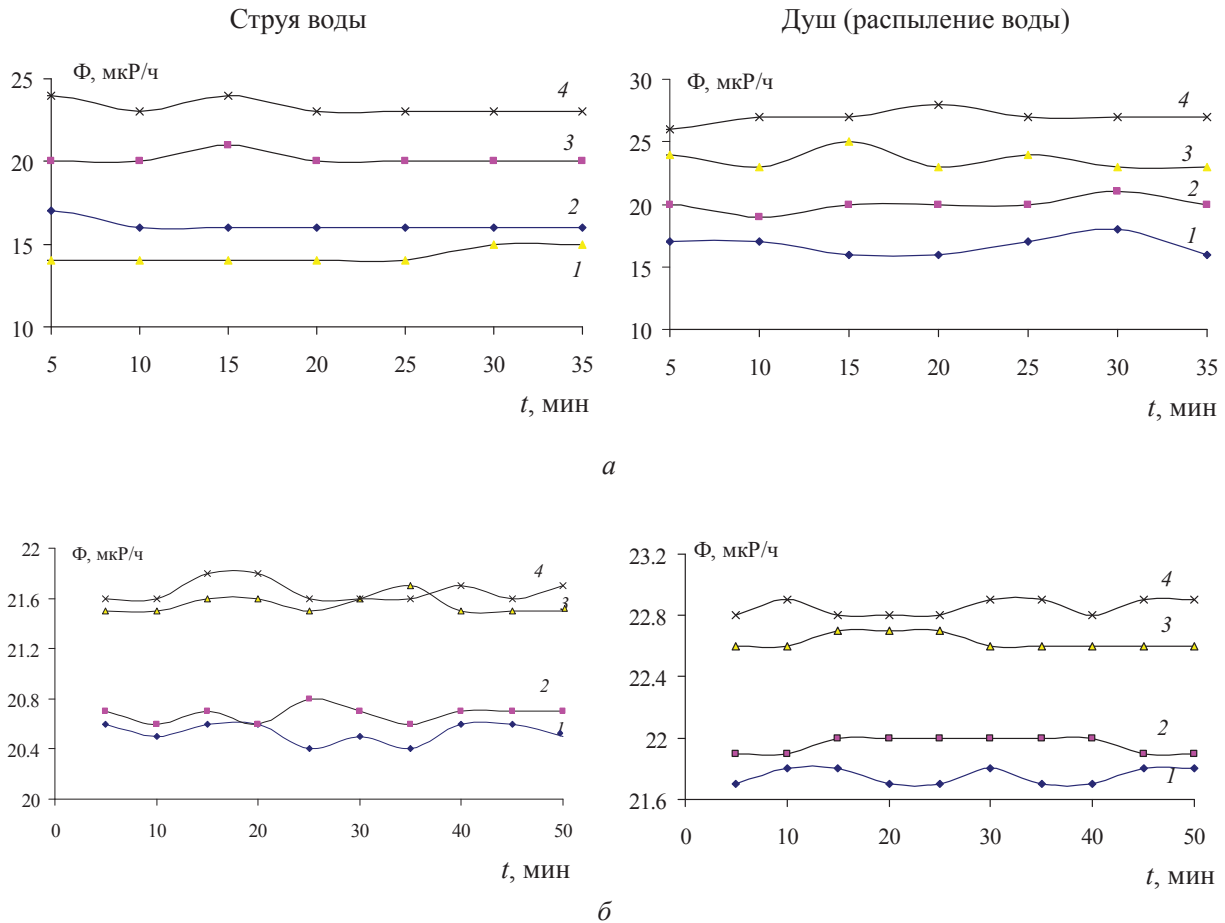 Струя воды
Душ (распыление воды)
Ф, мкР/ч
25
20
15
10
4
3
2
1
5 10 15 20 25 30 35
t, мин
Ф, мкР/ч
30
25
20
15
10
4
3
2
1
5 10 15 20 25 30 35
t, мин
а
Ф, мкР/ч
22
21.6
21.2
20.8
20.4
20
4
3
2
1
0 10 20 30 40 50
t, мин
Ф, мкР/ч
23.2
22.8
22.4
22
21.6
4
3
2
1
0 10 20 30 40 50
t, мин
б